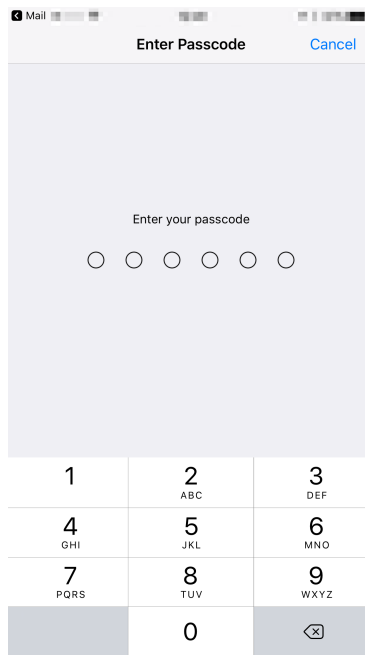 Mail
Enter Passcode Cancel
Enter your passcode
1 2 3
ABC DEF
4 5 6
GHI JKL MNO
7 8 9
PQRS TUV WXYZ
0